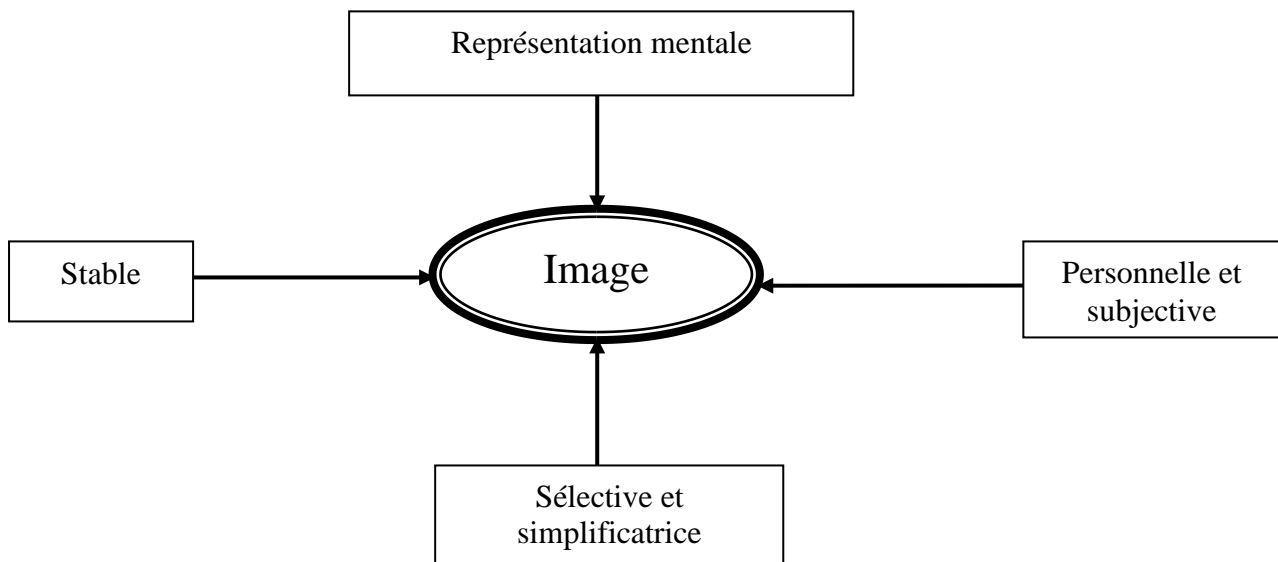 Représentation mentale
Stable
Image
Personnelle et
subjective
Sélective et
simplificatrice